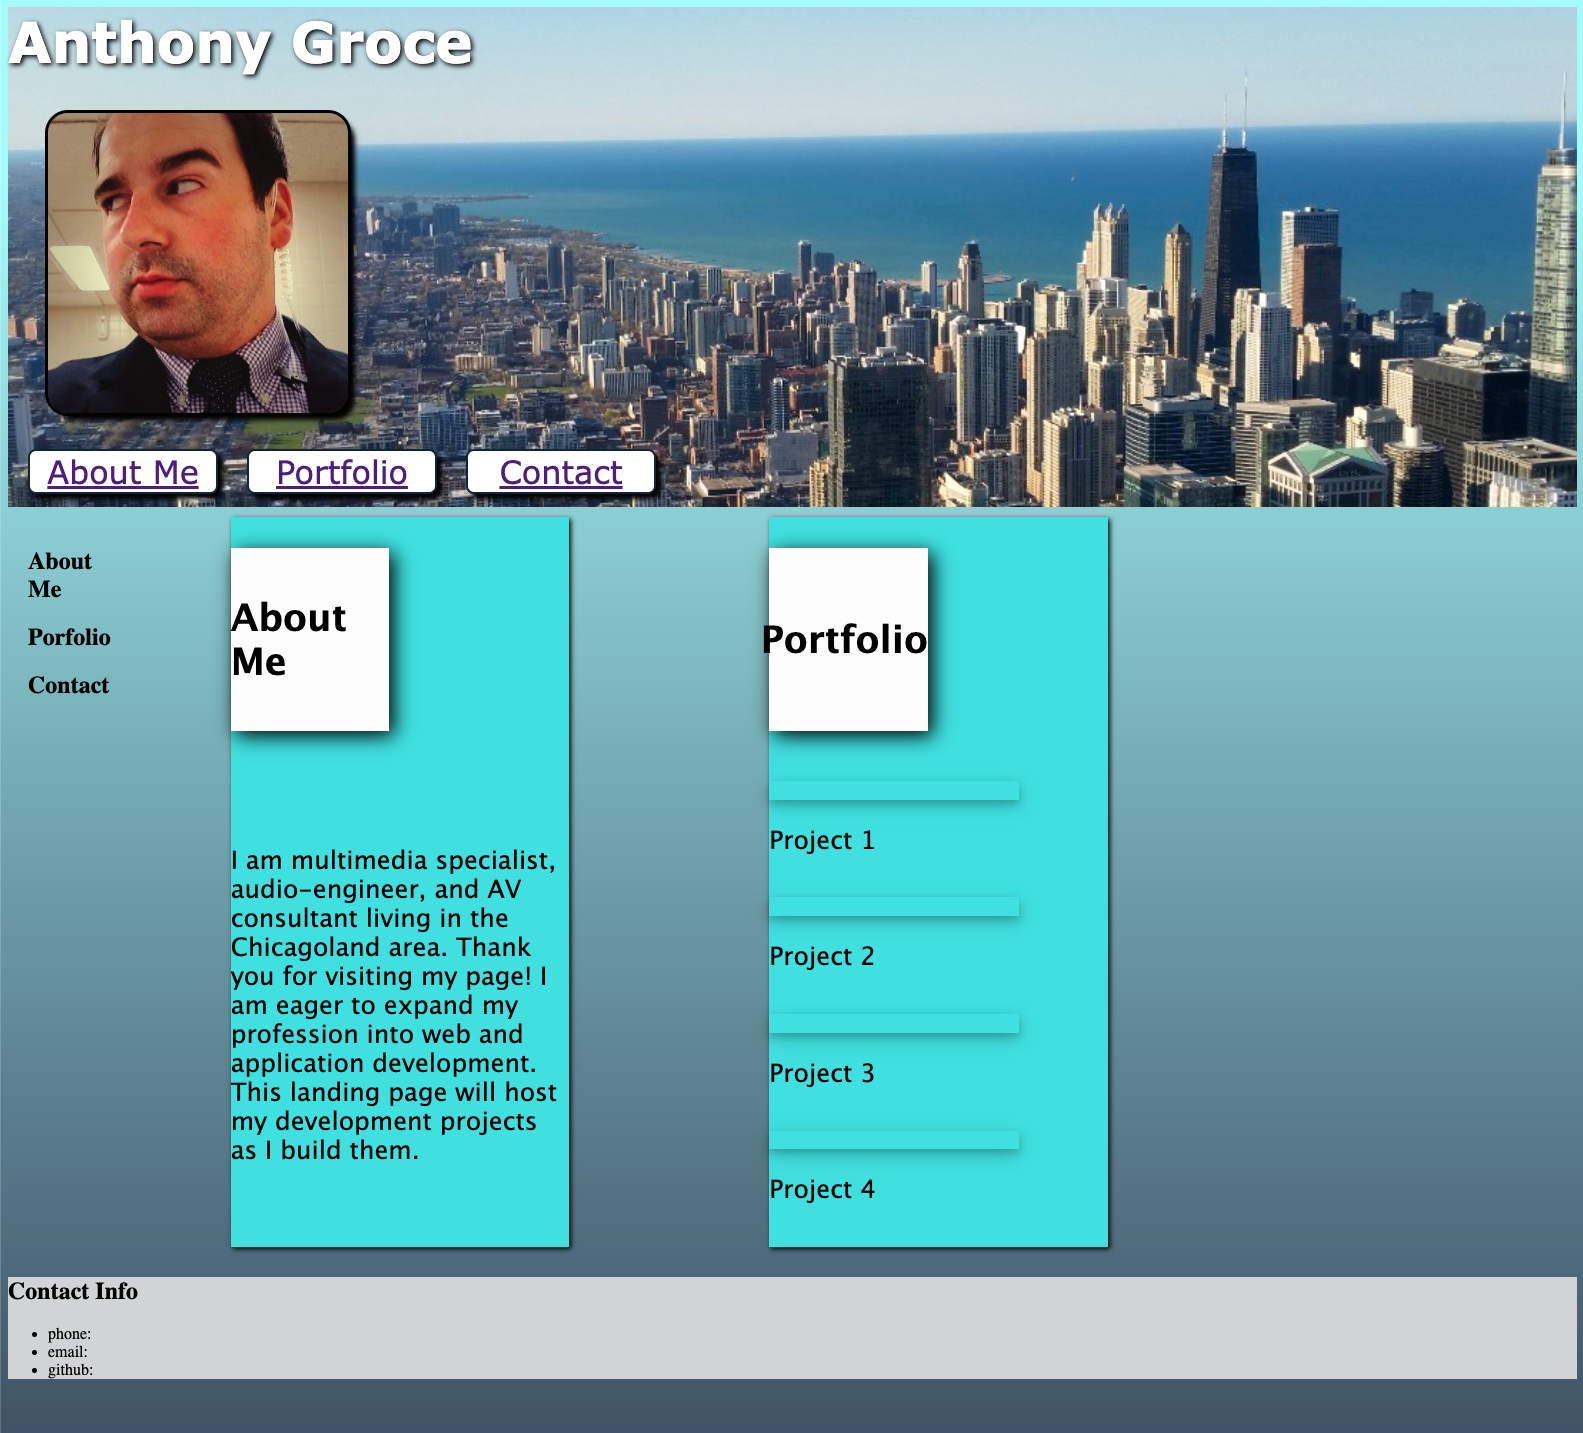 Anthony Groce
About Me
Portfolio
Contact
About
Me
Porfolio
Contact
About
Me
I am multimedia specialist,
audio-engineer, and AV
consultant living in the
Chicagoland area. Thank
you for visiting my page! I
am eager to expand my
profession into web and
application development.
This landing page will host
my development projects
as I build them.
Portfolio
Project 1
Project 2
Project 3
Project 4
Contact Info
phone:
email:
github: